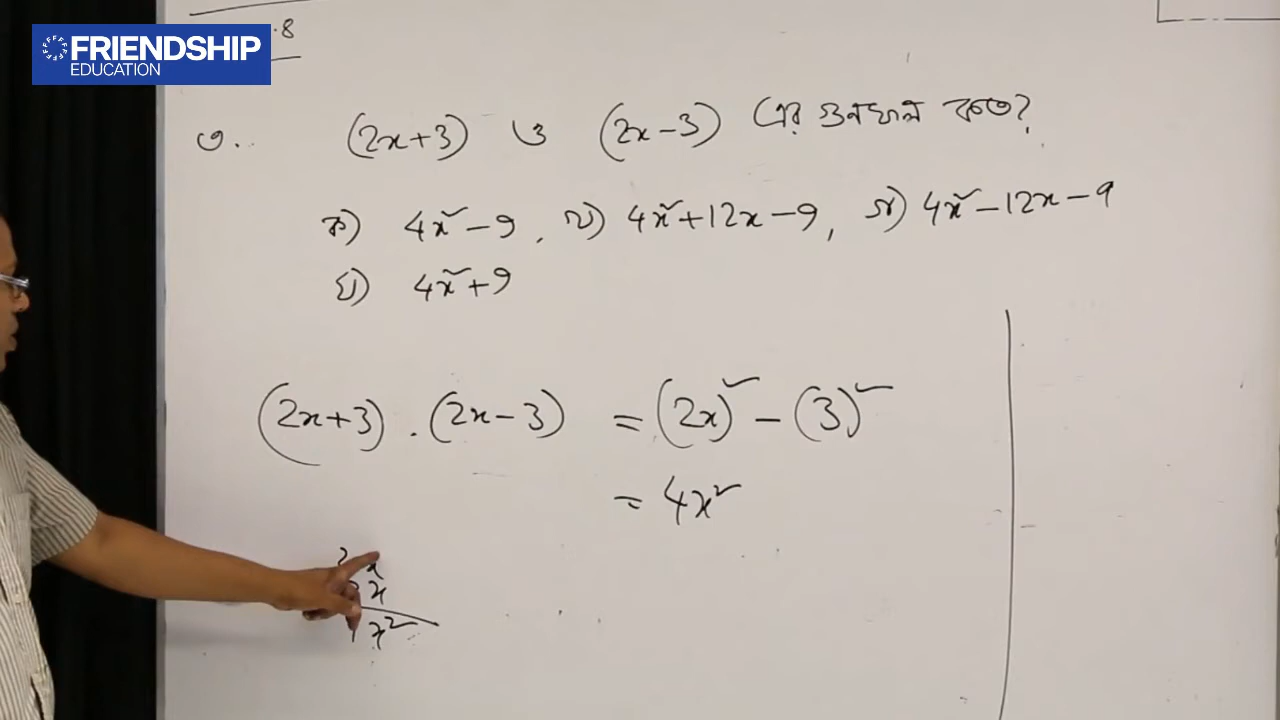 .8
FRIENDSHIP
EDUCATION
৩. (2x+3) ও (2x-3) এর গুণফল কত?
ক) 4x² - 9, খ) 4x² + 12x - 9, গ) 4x² - 12x - 9
ঘ) 4x² + 9
(2x+3) . (2x-3) = (2x)² - (3)²
= 4x²
x
x
x²